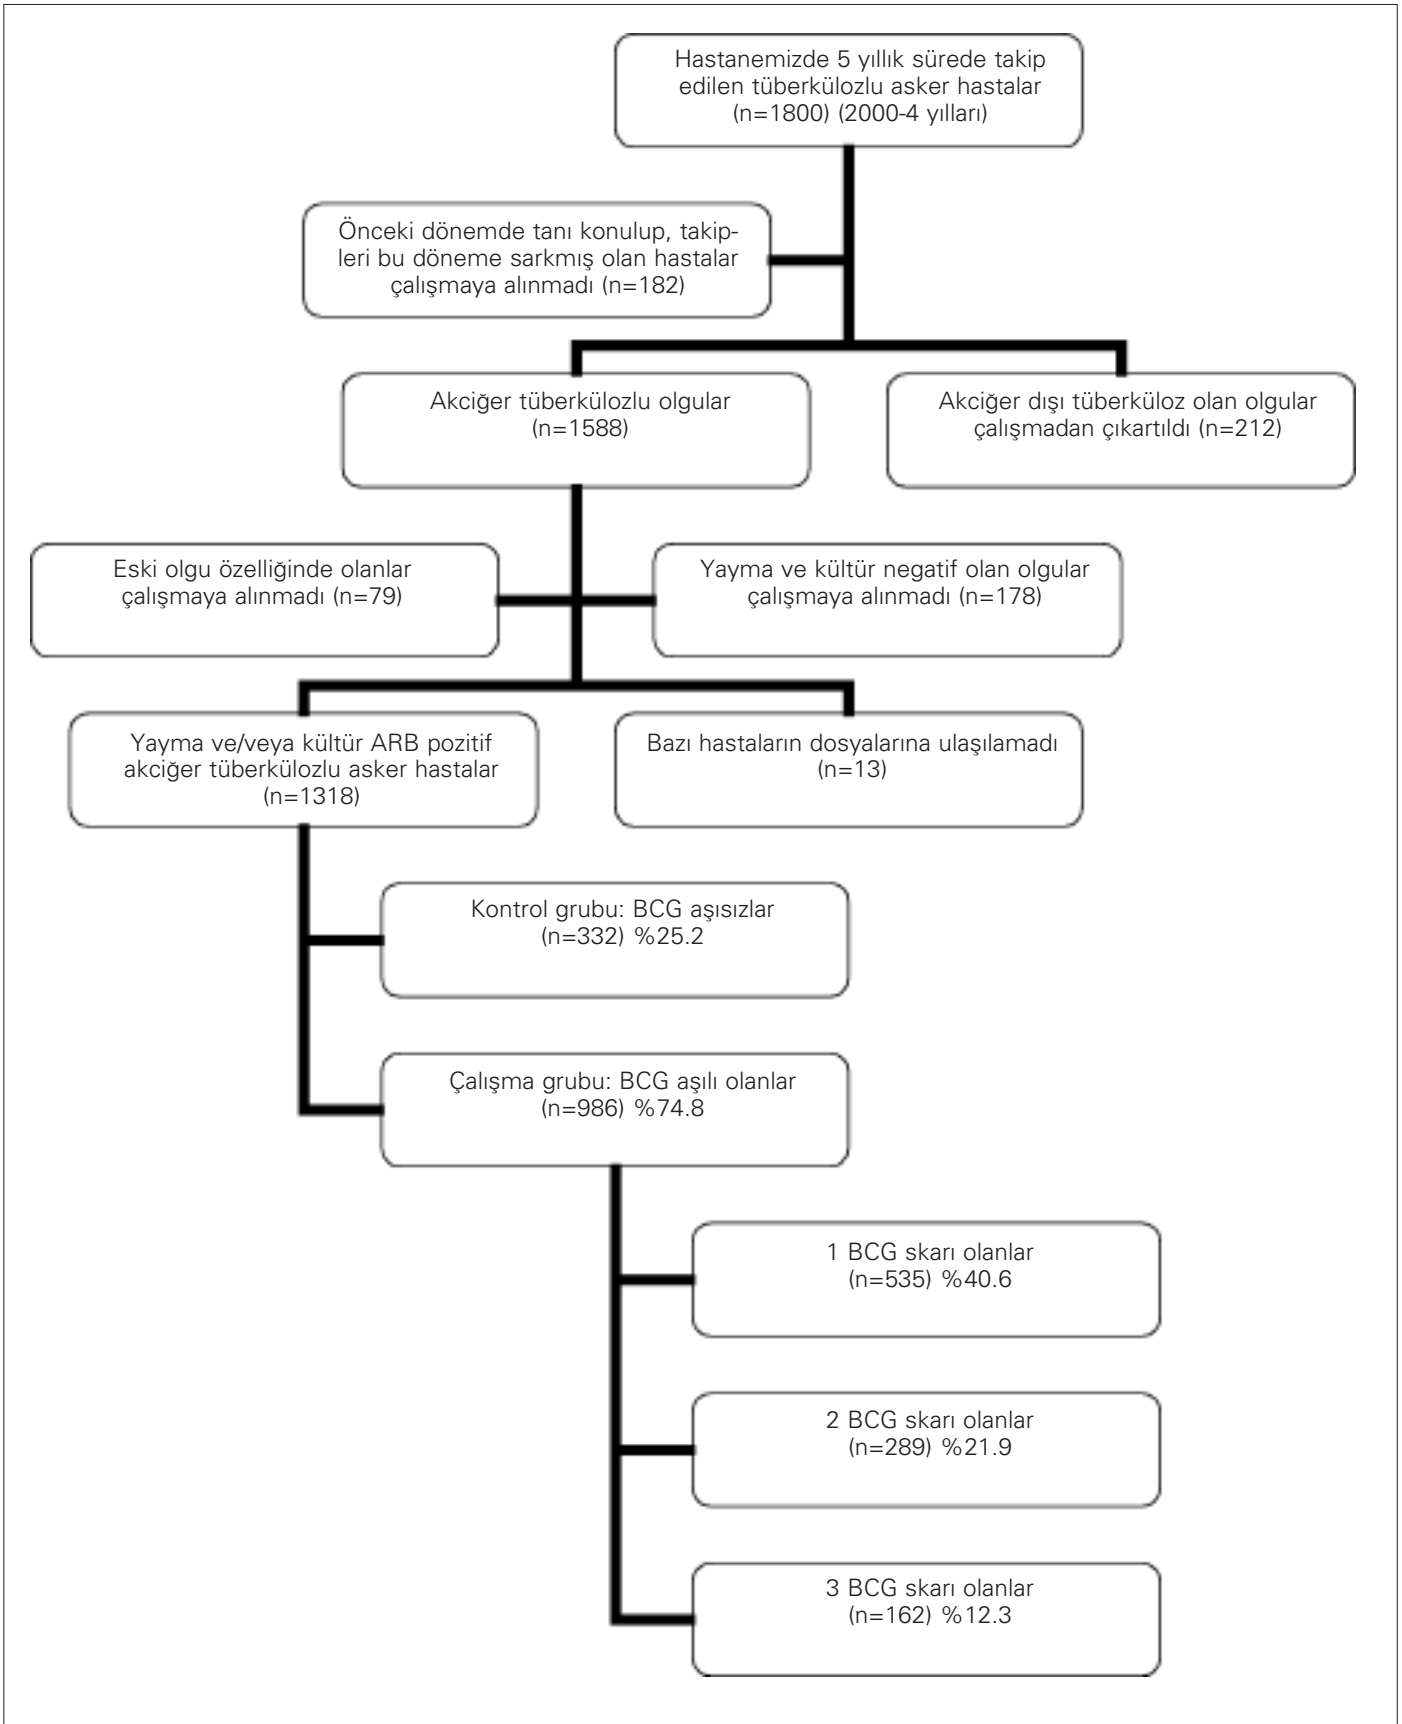 Hastanemizde 5 yıllık sürede takip
edilen tüberkülozlu asker hastalar
(n=1800) (2000-4 yılları)
Önceki dönemde tanı konulup, takip-
leri bu döneme sarkmış olan hastalar
çalışmaya alınmadı (n=182)
Akciğer tüberkülozlu olgular
(n=1588)
Akciğer dışı tüberküloz olan olgular
çalışmadan çıkartıldı (n=212)
Eski olgu özelliğinde olanlar
çalışmaya alınmadı (n=79)
Yayma ve kültür negatif olan olgular
çalışmaya alınmadı (n=178)
Yayma ve/veya kültür ARB pozitif
akciğer tüberkülozlu asker hastalar
(n=1318)
Bazı hastaların dosyalarına ulaşılamadı
(n=13)
Kontrol grubu: BCG aşısızlar
(n=332) %25.2
Çalışma grubu: BCG aşılı olanlar
(n=986) %74.8
1 BCG skarı olanlar
(n=535) %40.6
2 BCG skarı olanlar
(n=289) %21.9
3 BCG skarı olanlar
(n=162) %12.3